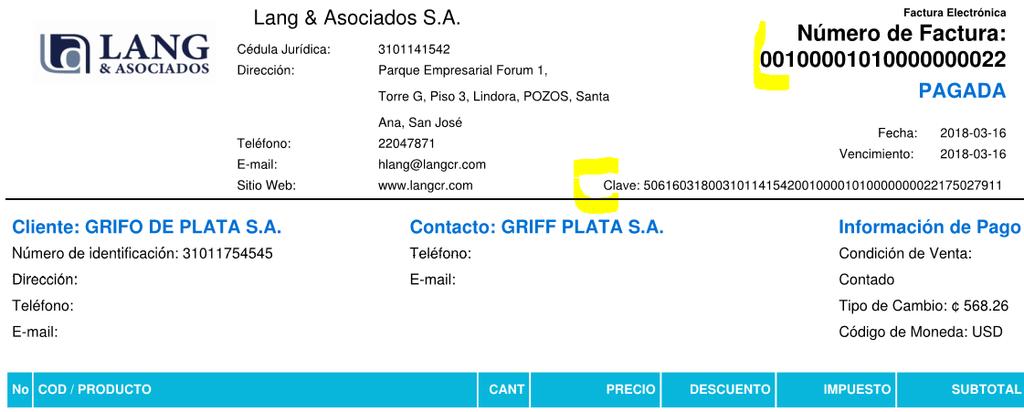 LANG
& ASOCIADOS
Lang & Asociados S.A.
Cédula Jurídica: 3101141542
Dirección: Parque Empresarial Forum 1,
Torre G, Piso 3, Lindora, POZOS, Santa
Ana, San José
Teléfono: 22047871
E-mail: hlang@langcr.com
Sitio Web: www.langcr.com
Factura Electrónica
Número de Factura:
00100001010000000022
PAGADA
Fecha: 2018-03-16
Vencimiento: 2018-03-16
Clave: 50616031800310114154200100001010000000022175027911
Cliente: GRIFO DE PLATA S.A.
Número de identificación: 31011754545
Dirección:
Teléfono:
E-mail:
Contacto: GRIFF PLATA S.A.
Teléfono:
E-mail:
Información de Pago
Condición de Venta:
Contado
Tipo de Cambio: ¢ 568.26
Código de Moneda: USD
No COD / PRODUCTO CANT PRECIO DESCUENTO IMPUESTO SUBTOTAL